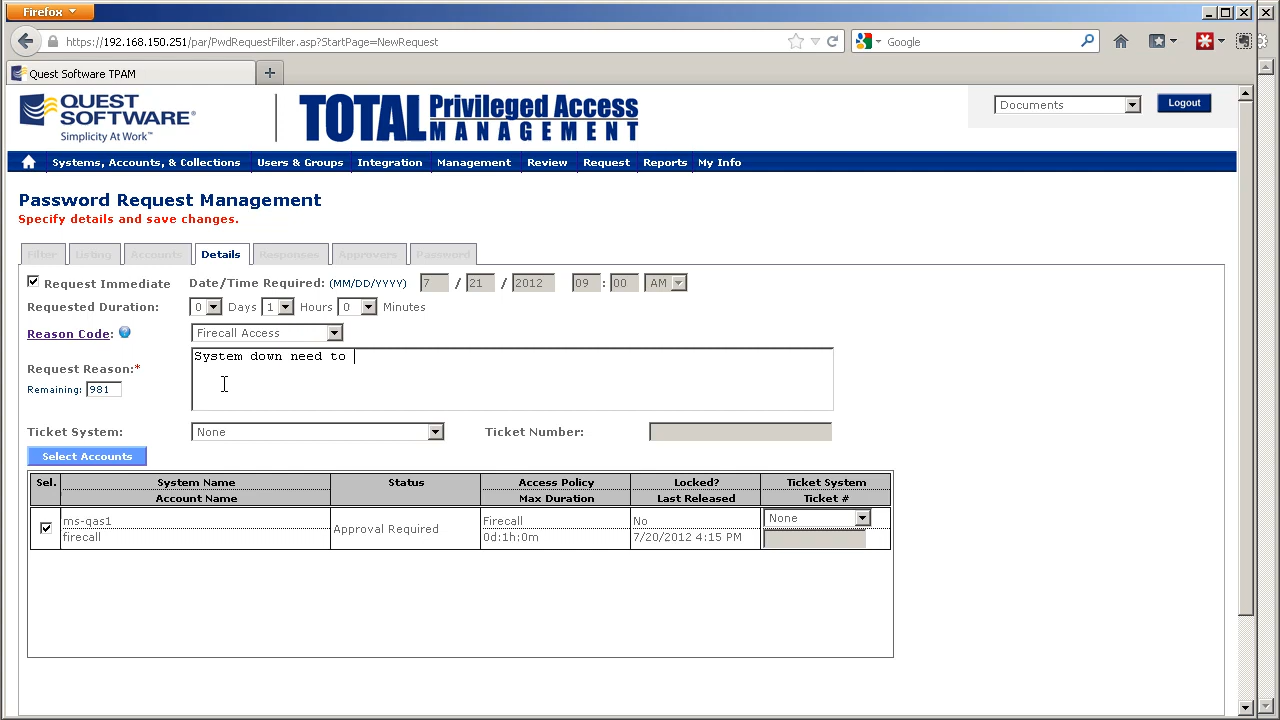 Firefox
https://192.168.150.251/par/PwdRequestFilter.asp?StartPage=NewRequest
Google
Quest Software TPAM
QUEST SOFTWARE®
Simplicity At Work™
TOTAL Privileged Access MANAGEMENT
Documents
Logout
Systems, Accounts, & Collections Users & Groups Integration Management Review Request Reports My Info
Password Request Management
Specify details and save changes.
Filter Listing Accounts Details Responses Approvers Password
Request Immediate Date/Time Required: (MM/DD/YYYY) 7 / 21 / 2012 09 : 00 AM
Requested Duration: 0 Days 1 Hours 0 Minutes
Reason Code: Firecall Access
System down need to
Request Reason:*
Remaining: 981
Ticket System: None Ticket Number:
Select Accounts
Sel. System Name Status Access Policy Locked? Ticket System
Account Name Max Duration Last Released Ticket #
ms-qas1 Approval Required Firecall No None
firecall 0d:1h:0m 7/20/2012 4:15 PM